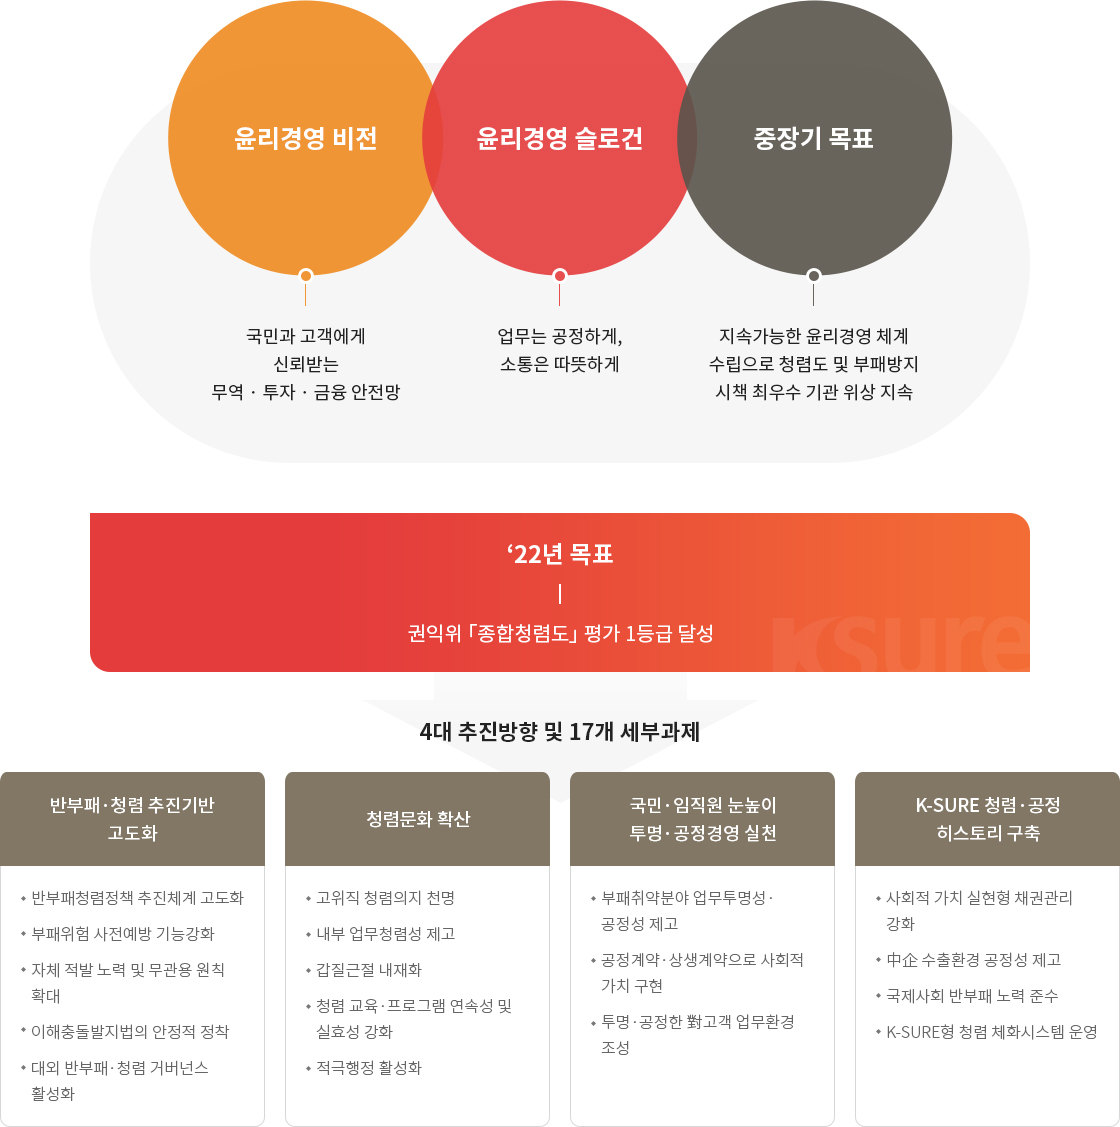 윤리경영 비전
윤리경영 슬로건
중장기 목표
국민과 고객에게
신뢰받는
무역 · 투자 · 금융 안전망
업무는 공정하게,
소통은 따뜻하게
지속가능한 윤리경영 체계
수립으로 청렴도 및 부패방지
시책 최우수 기관 위상 지속
‘22년 목표
권익위 「종합청렴도」 평가 1등급 달성
Ksure
4대 추진방향 및 17개 세부과제
반부패·청렴 추진기반
고도화
• 반부패청렴정책 추진체계 고도화
• 부패위험 사전예방 기능강화
• 자체 적발 노력 및 무관용 원칙
확대
• 이해충돌발지법의 안정적 정착
• 대외 반부패·청렴 거버넌스
활성화
청렴문화 확산
• 고위직 청렴의지 천명
• 내부 업무청렴성 제고
• 갑질근절 내재화
• 청렴 교육·프로그램 연속성 및
실효성 강화
• 적극행정 활성화
국민·임직원 눈높이
투명·공정경영 실천
• 부패취약분야 업무투명성·
공정성 제고
• 공정계약·상생계약으로 사회적
가치 구현
• 투명·공정한 對고객 업무환경
조성
K-SURE 청렴·공정
히스토리 구축
• 사회적 가치 실현형 채권관리
강화
• 中企 수출환경 공정성 제고
• 국제사회 반부패 노력 준수
• K-SURE형 청렴 체화시스템 운영